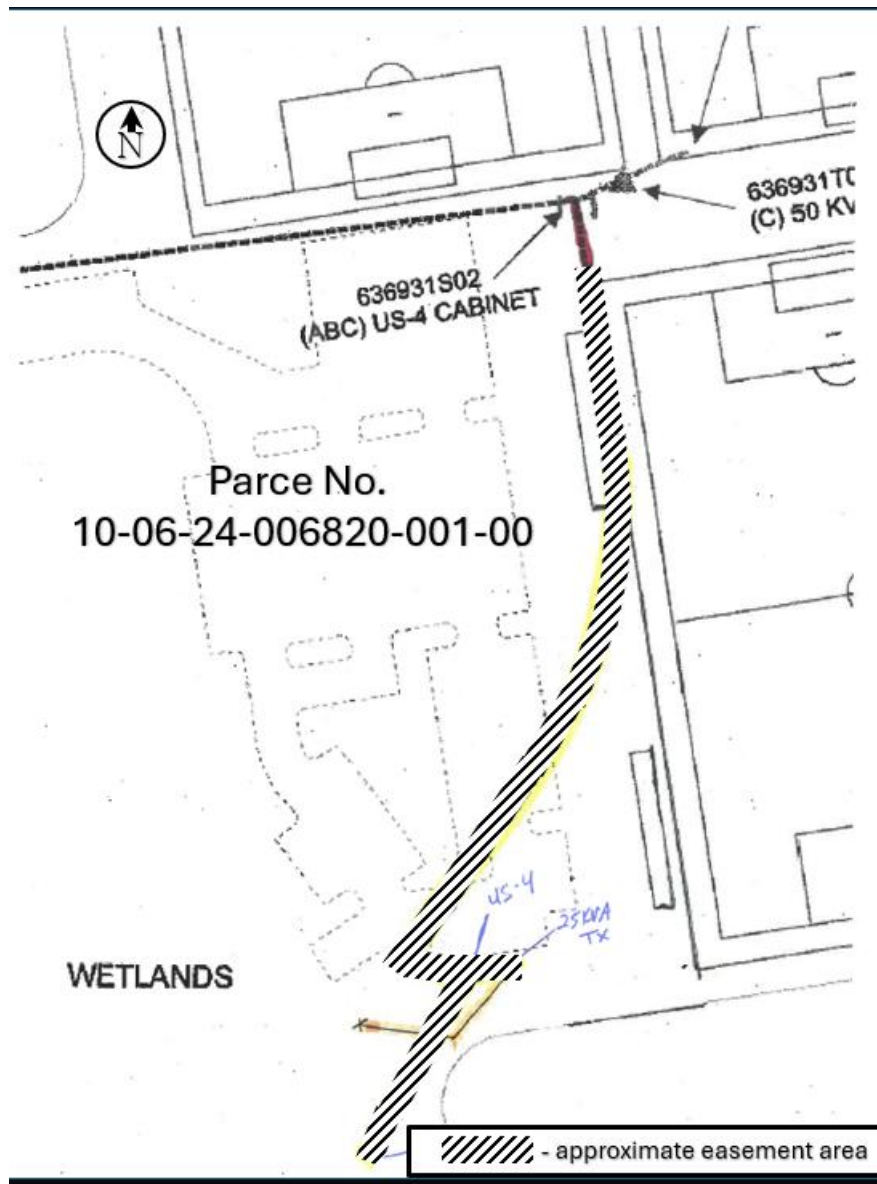 N
636931T0
(C) 50 KV
636931S02
(ABC) US-4 CABINET
Parce No.
10-06-24-006820-001-00
US-4
25KVA
TX
WETLANDS
- approximate easement area